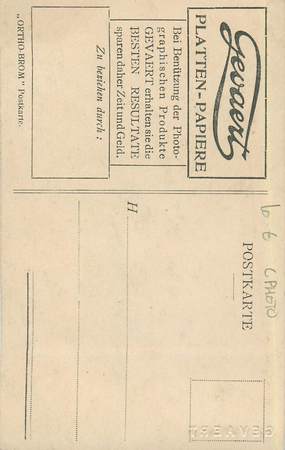 Gevaert
PLATTEN-PAPIERE
Bei Benützung der Photo-
graphischen Produkte
GEVAERT erhalten sie die
BESTEN RESULTATE
sparen daher Zeit und Geld.
Zu beziehen durch:
„ORTHO-BROM” Postkarte.
POSTKARTE
H
C PHOTO